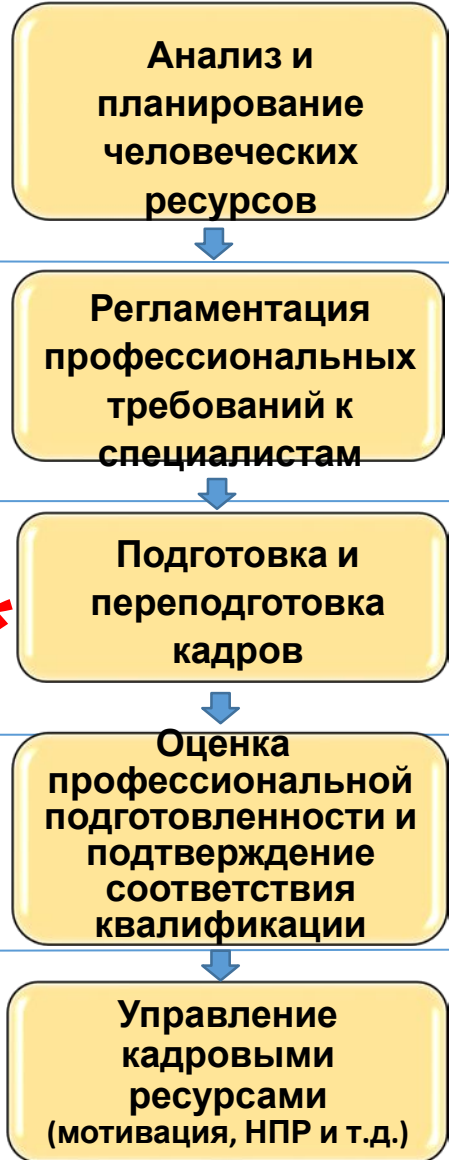 Анализ и
планирование
человеческих
ресурсов
Регламентация
профессиональных
требований к
специалистам
Подготовка и
переподготовка
кадров
*
Оценка
профессиональной
подготовленности и
подтверждение
соответствия
квалификации
Управление
кадровыми
ресурсами
(мотивация, НПР и т.д.)